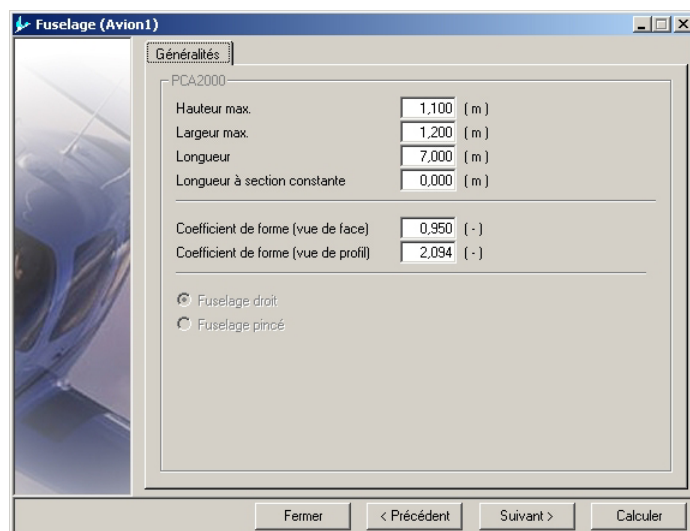 Fuselage (Avion1)
Généralités
PCA2000
Hauteur max. 1,100 (m)
Largeur max. 1,200 (m)
Longueur 7,000 (m)
Longueur à section constante 0,000 (m)
Coefficient de forme (vue de face) 0,950 (-)
Coefficient de forme (vue de profil) 2,094 (-)
Fuselage droit
Fuselage pincé
Fermer < Précédent Suivant > Calculer